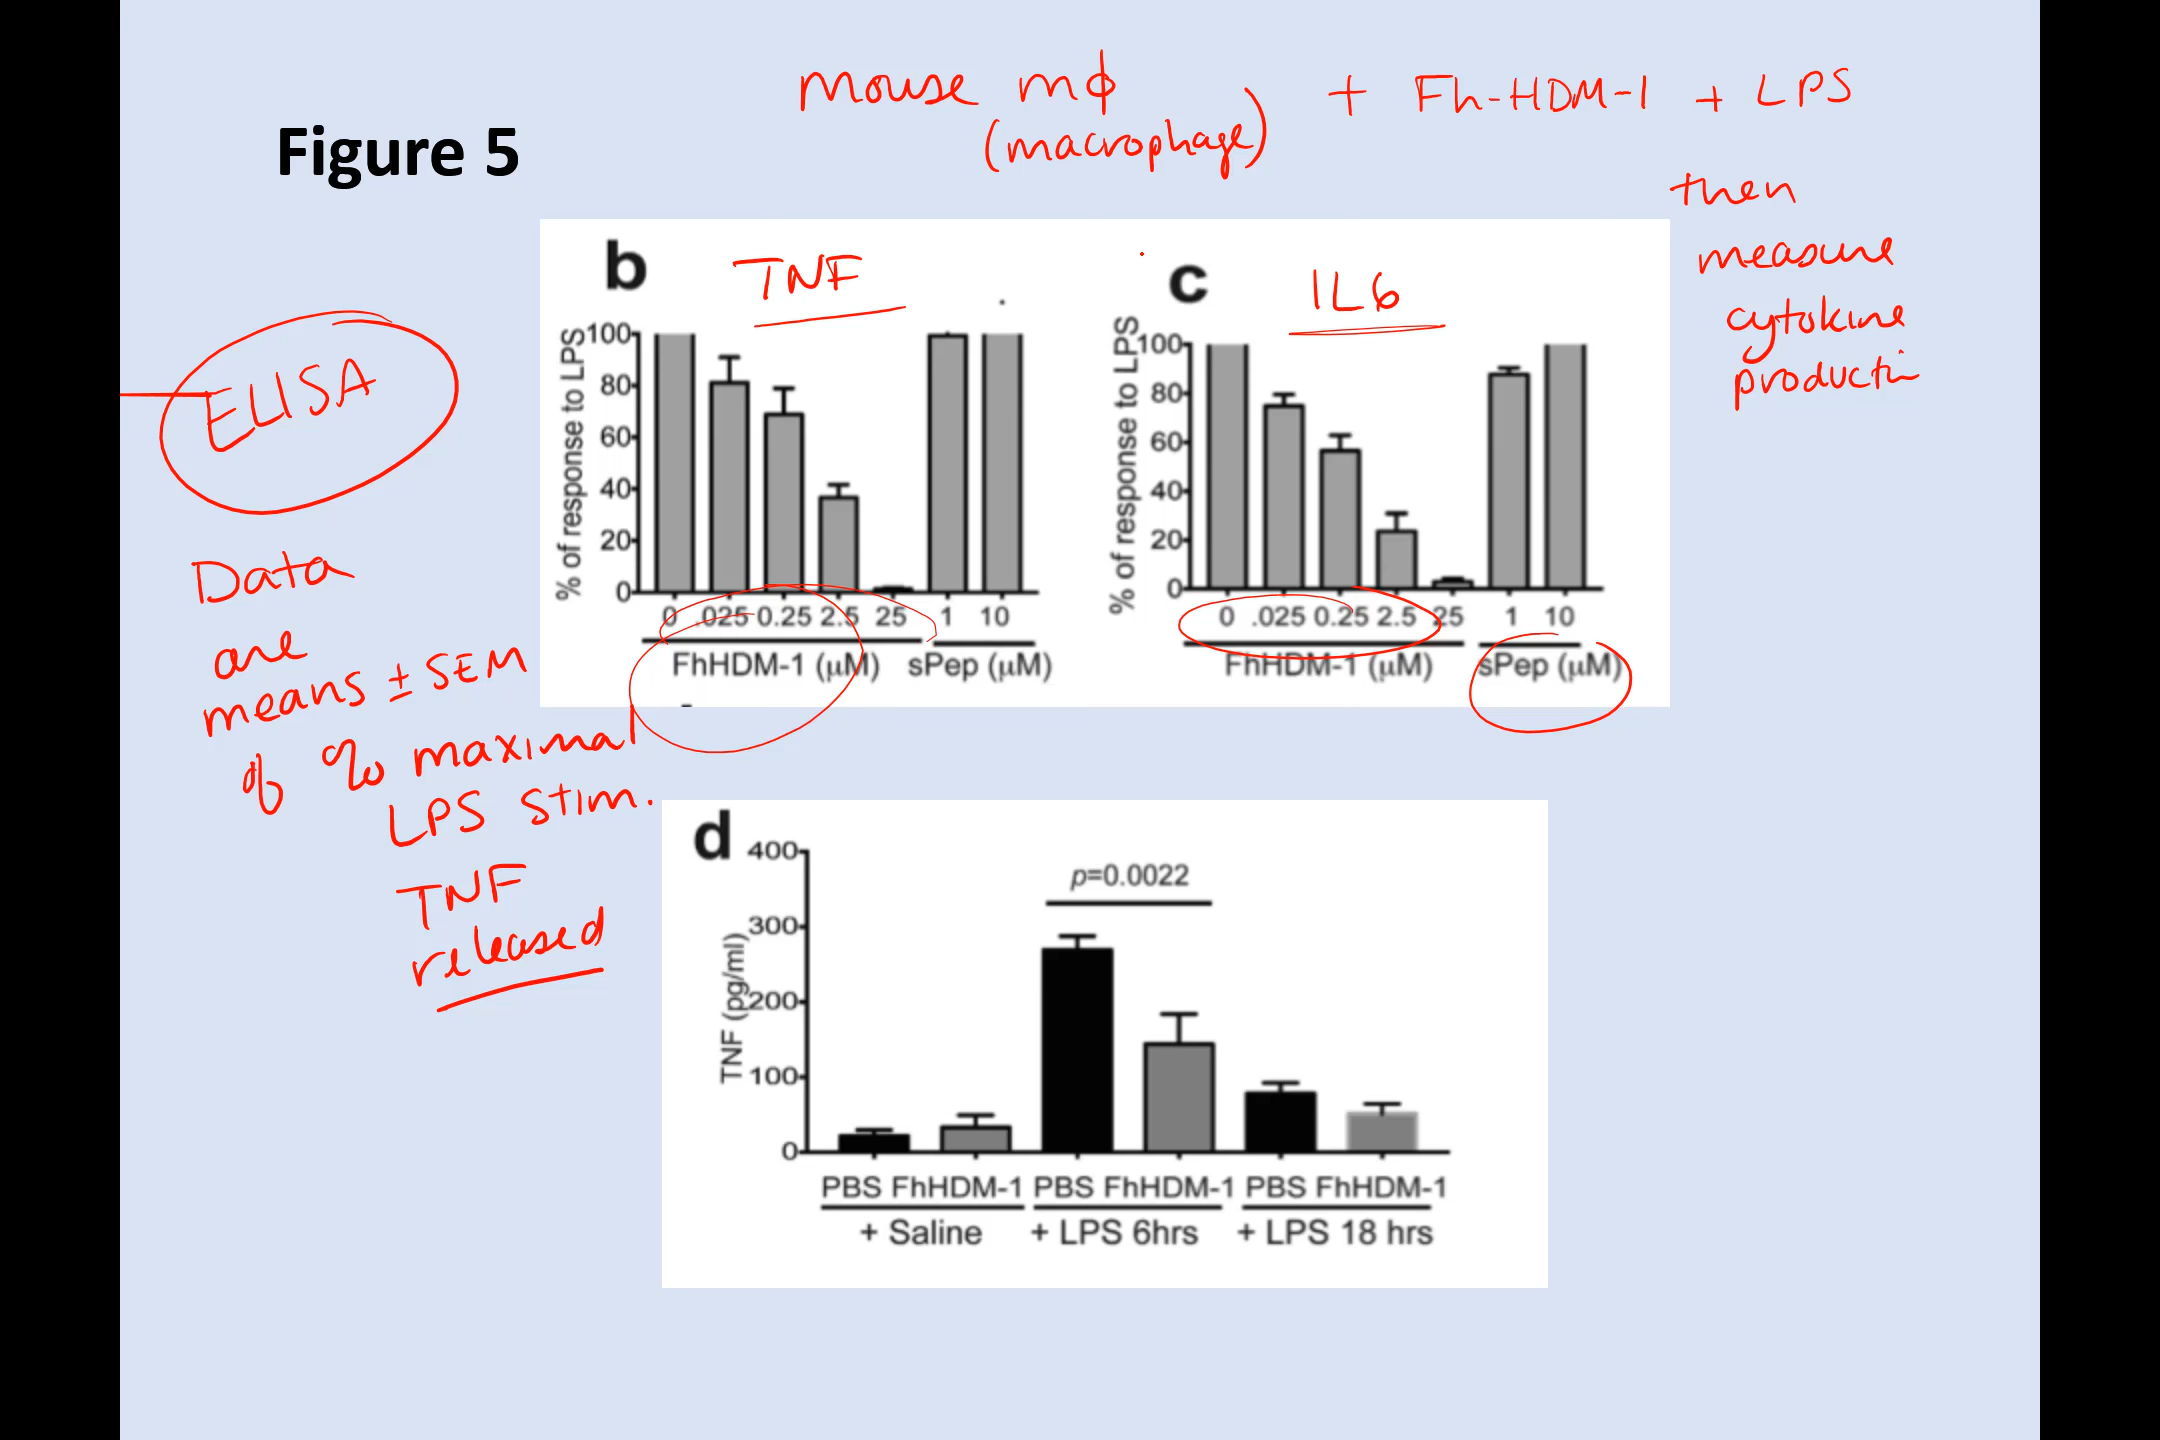 mouse mϕ + Fh-HDM-1 + LPS
(macrophage)
Figure 5
then
measure
cytokine
producti
b
TNF
% of response to LPS
100
80
60
40
20
0
0 .025 0.25 2.5 25 1 10
FhHDM-1 (μM) sPep (μM)
c
IL6
% of response to LPS
100
80
60
40
20
0
0 .025 0.25 2.5 25 1 10
FhHDM-1 (μM) sPep (μM)
ELISA
Data
are
means ± SEM
of % maximal
LPS stim.
TNF
released
d
TNF (pg/ml)
400
300
200
100
0
p=0.0022
PBS FhHDM-1 PBS FhHDM-1 PBS FhHDM-1
+ Saline + LPS 6hrs + LPS 18 hrs